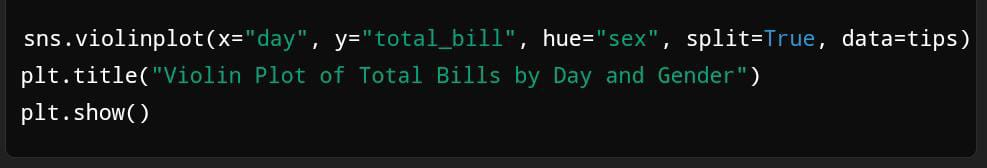 sns.violinplot(x="day", y="total_bill", hue="sex", split=True, data=tips)
plt.title("Violin Plot of Total Bills by Day and Gender")
plt.show()